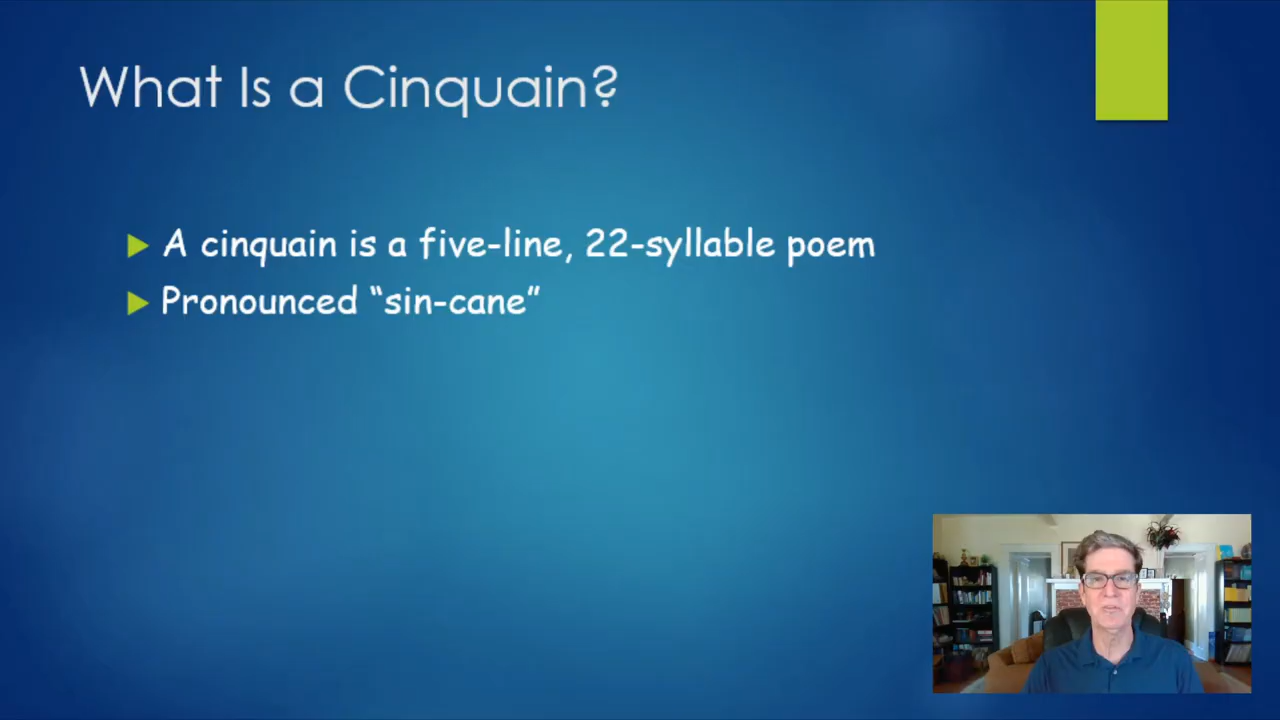 What Is a Cinquain?
A cinquain is a five-line, 22-syllable poem
Pronounced “sin-cane”